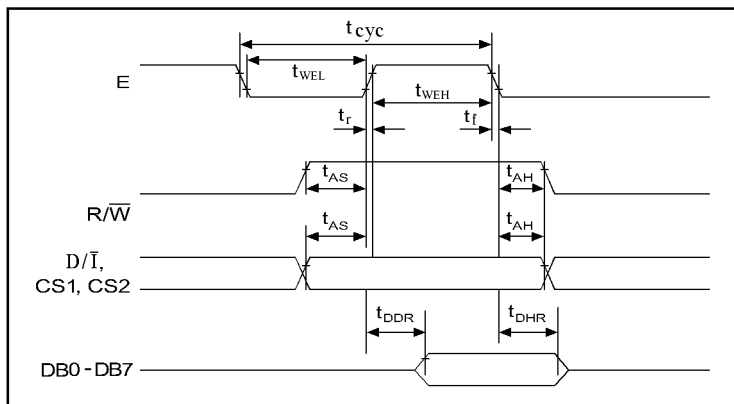 tcyc
tWEL
E
tWEH
tr
tf
tAS
tAH
R/W̅
tAS
tAH
D/I̅,
CS1, CS2
tDDR
tDHR
DB0 - DB7